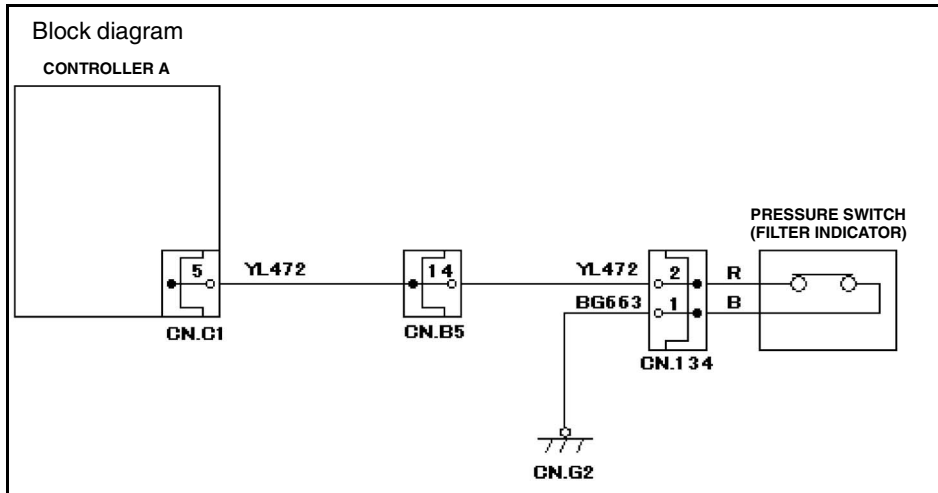 Block diagram
CONTROLLER A
PRESSURE SWITCH
(FILTER INDICATOR)
5 YL472 14 YL472 2 R
BG663 1 B
CN.C1 CN.B5
CN.134
CN.G2